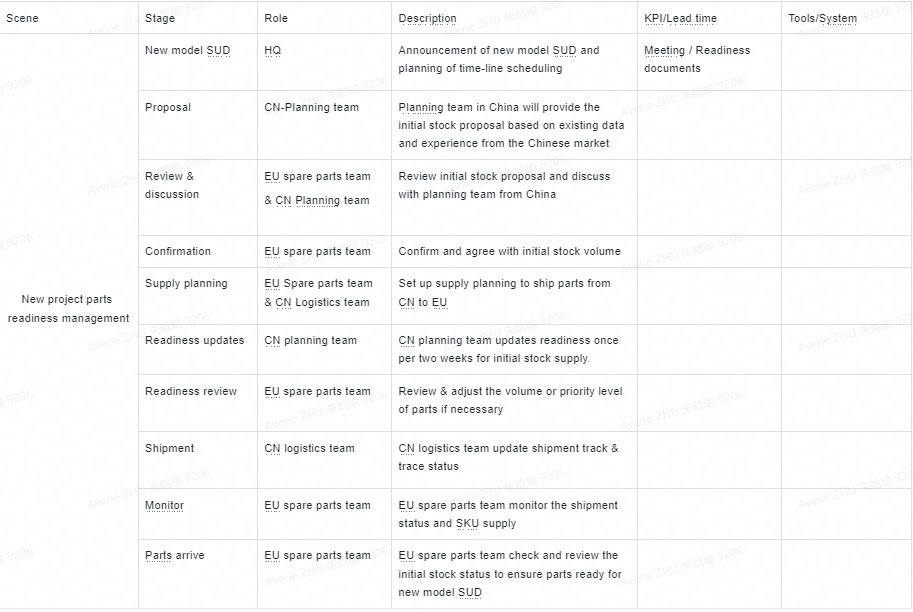 Scene Stage Role Description KPI/Lead time Tools/System
New project parts
readiness management
New model SUD
HQ
Announcement of new model SUD and
planning of time-line scheduling
Meeting / Readiness
documents
Proposal
CN-Planning team
Planning team in China will provide the
initial stock proposal based on existing data
and experience from the Chinese market
Review &
discussion
EU spare parts team
& CN Planning team
Review initial stock proposal and discuss
with planning team from China
Confirmation
EU spare parts team
Confirm and agree with initial stock volume
Supply planning
EU Spare parts team
& CN Logistics team
Set up supply planning to ship parts from
CN to EU
Readiness updates
CN planning team
CN planning team updates readiness once
per two weeks for initial stock supply.
Readiness review
EU spare parts team
Review & adjust the volume or priority level
of parts if necessary
Shipment
CN logistics team
CN logistics team update shipment track &
trace status
Monitor
EU spare parts team
EU spare parts team monitor the shipment
status and SKU supply
Parts arrive
EU spare parts team
EU spare parts team check and review the
initial stock status to ensure parts ready for
new model SUD